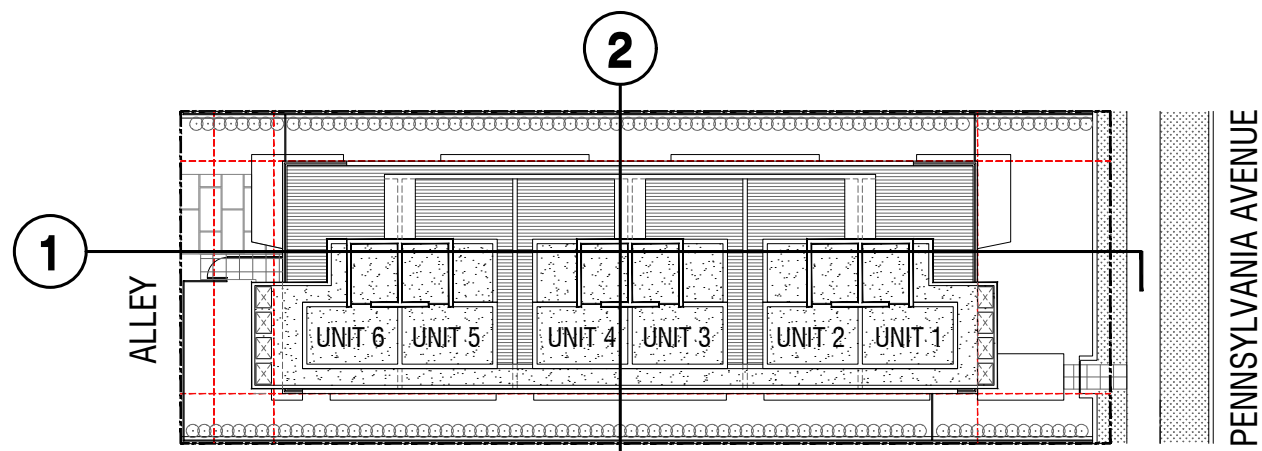 2
1
ALLEY
UNIT 6
UNIT 5
UNIT 4
UNIT 3
UNIT 2
UNIT 1
PENNSYLVANIA AVENUE